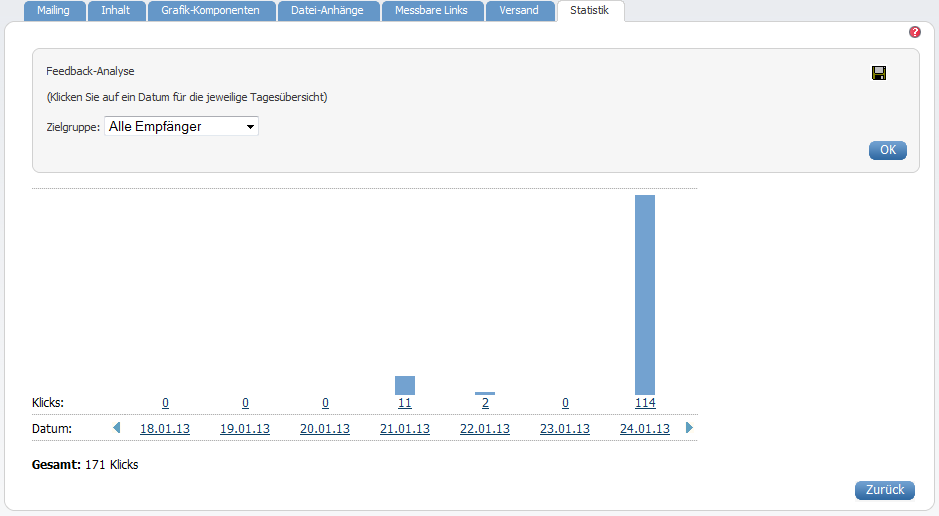 Mailing Inhalt Grafik-Komponenten Datei-Anhänge Messbare Links Versand Statistik
?
Feedback-Analyse
(Klicken Sie auf ein Datum für die jeweilige Tagesübersicht)
Zielgruppe: Alle Empfänger
OK
Klicks: 0 0 0 11 2 0 114
Datum: 18.01.13 19.01.13 20.01.13 21.01.13 22.01.13 23.01.13 24.01.13
Gesamt: 171 Klicks
Zurück